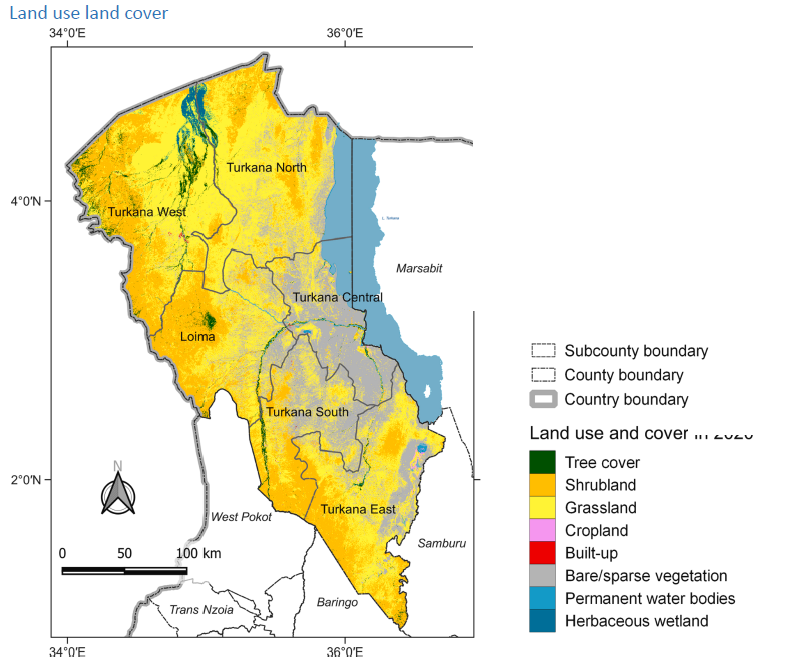 Land use land cover
34°0'E
36°0'E
4°0'N
2°0'N
Turkana North
Turkana West
Turkana Central
Marsabit
Loima
Turkana South
Turkana East
West Pokot
Samburu
Baringo
Trans Nzoia
N
0 50 100 km
34°0'E
36°0'E
Subcounty boundary
County boundary
Country boundary
Land use and cover
Tree cover
Shrubland
Grassland
Cropland
Built-up
Bare/sparse vegetation
Permanent water bodies
Herbaceous wetland